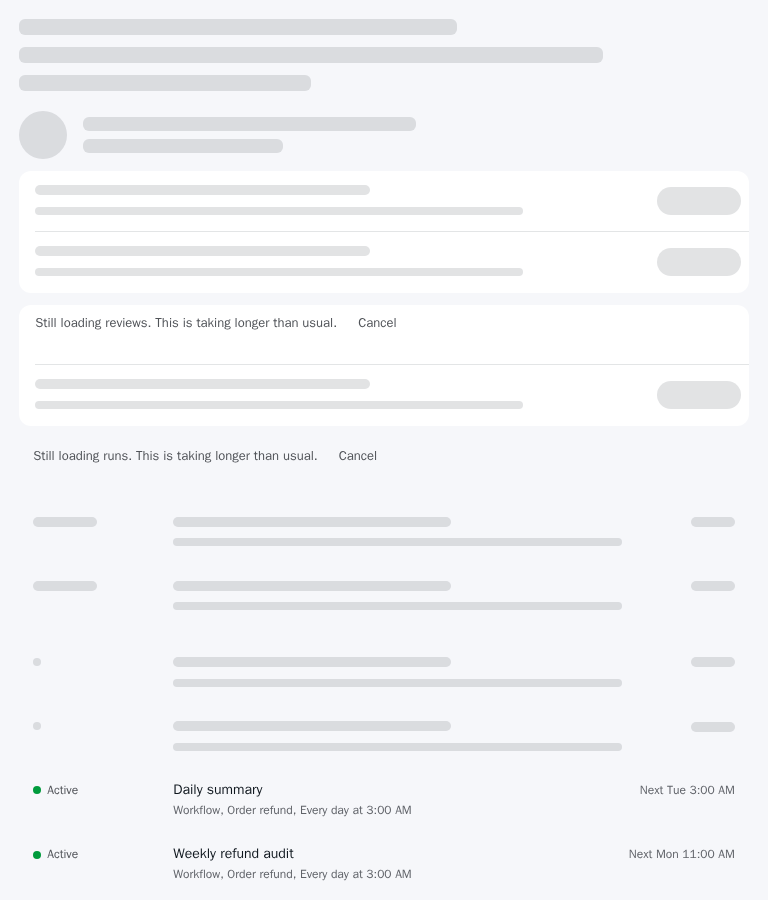 Still loading reviews. This is taking longer than usual. Cancel
Still loading runs. This is taking longer than usual. Cancel
Active Daily summary Next Tue 3:00 AM
Workflow, Order refund, Every day at 3:00 AM
Active Weekly refund audit Next Mon 11:00 AM
Workflow, Order refund, Every day at 3:00 AM